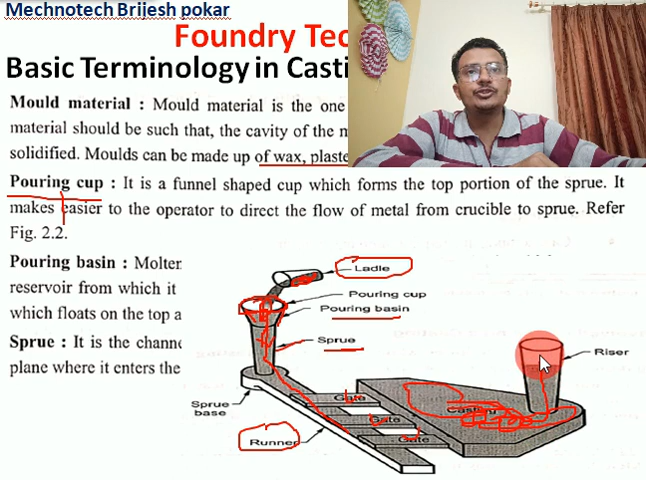 Mechnotech Brijesh pokar
Foundry Tec
Basic Terminology in Casti
Mould material : Mould material is the one
material should be such that, the cavity of the m
solidified. Moulds can be made up of wax, plaste
Pouring cup : It is a funnel shaped cup which forms the top portion of the sprue. It
makes easier to the operator to direct the flow of metal from crucible to sprue. Refer
Fig. 2.2.
Pouring basin : Molter
reservoir from which it
which floats on the top a
Sprue : It is the channe
plane where it enters the
Ladle
Pouring cup
Pouring basin
Sprue
Riser
Gate
Casting
Sprue
base
Gate
Gate
Runner